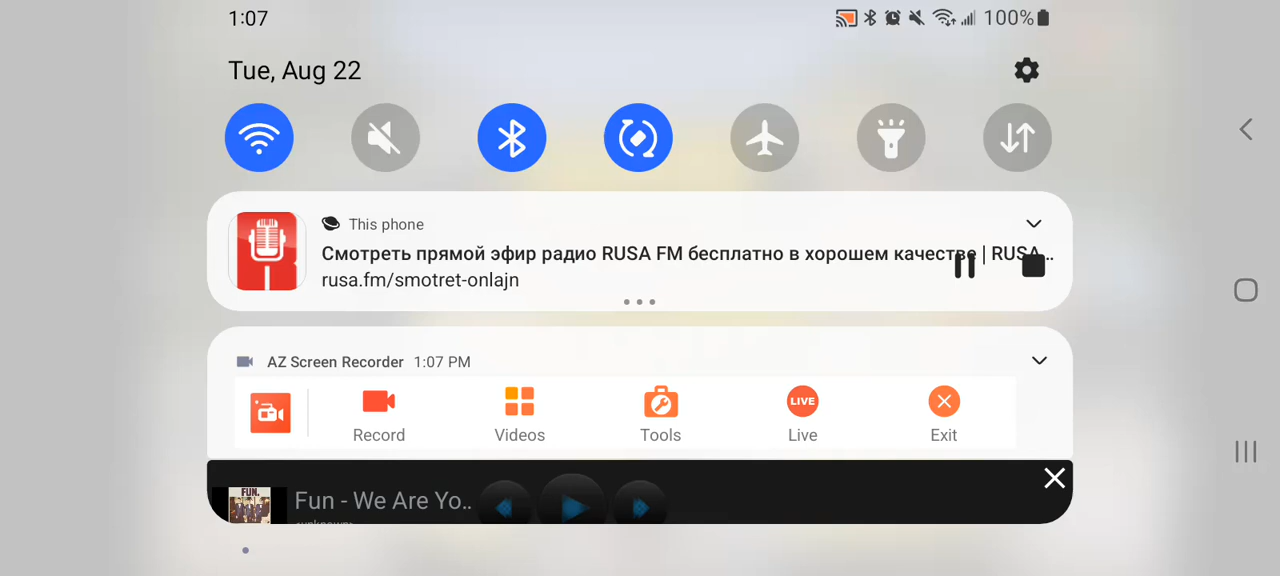 1:07
100%
Tue, Aug 22
This phone
Смотреть прямой эфир радио RUSA FM бесплатно в хорошем качестве | RUSA...
rusa.fm/smotret-onlajn
AZ Screen Recorder 1:07 PM
Record Videos Tools LIVE Live Exit
FUN.
Fun - We Are Yo..